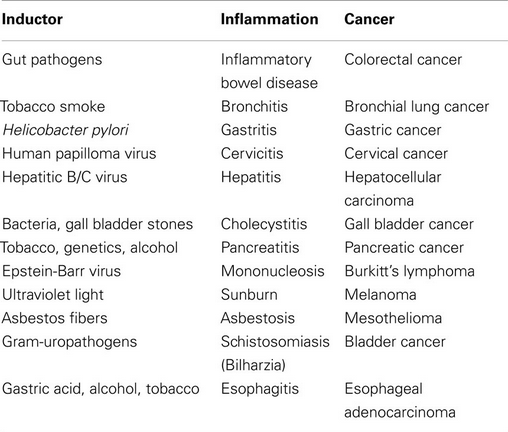 Inductor Inflammation Cancer
Gut pathogens Inflammatory Colorectal cancer
bowel disease
Tobacco smoke Bronchitis Bronchial lung cancer
Helicobacter pylori Gastritis Gastric cancer
Human papilloma virus Cervicitis Cervical cancer
Hepatitic B/C virus Hepatitis Hepatocellular
carcinoma
Bacteria, gall bladder stones Cholecystitis Gall bladder cancer
Tobacco, genetics, alcohol Pancreatitis Pancreatic cancer
Epstein-Barr virus Mononucleosis Burkitt's lymphoma
Ultraviolet light Sunburn Melanoma
Asbestos fibers Asbestosis Mesothelioma
Gram-uropathogens Schistosomiasis Bladder cancer
(Bilharzia)
Gastric acid, alcohol, tobacco Esophagitis Esophageal
adenocarcinoma